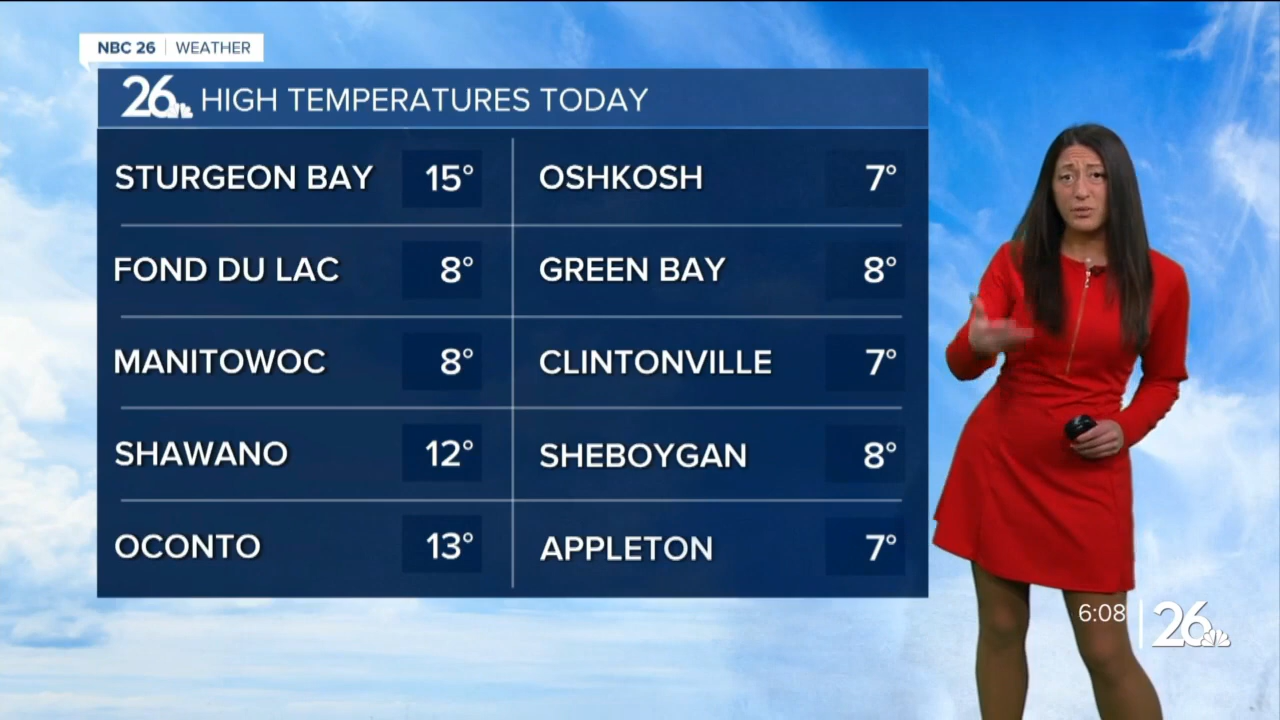 NBC 26 | WEATHER
26 HIGH TEMPERATURES TODAY
STURGEON BAY 15°
FOND DU LAC 8°
MANITOWOC 8°
SHAWANO 12°
OCONTO 13°
OSHKOSH 7°
GREEN BAY 8°
CLINTONVILLE 7°
SHEBOYGAN 8°
APPLETON 7°
6:08 | 26